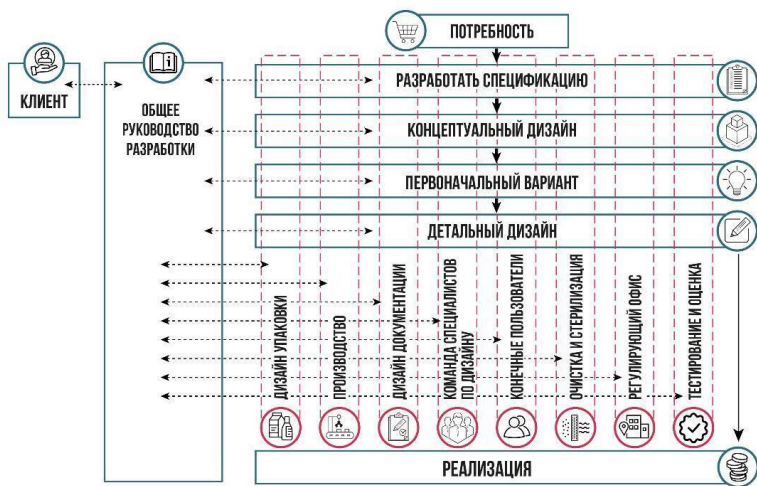 ПОТРЕБНОСТЬ
КЛИЕНТ
ОБЩЕЕ
РУКОВОДСТВО
РАЗРАБОТКИ
РАЗРАБОТАТЬ СПЕЦИФИКАЦИЮ
КОНЦЕПТУАЛЬНЫЙ ДИЗАЙН
ПЕРВОНАЧАЛЬНЫЙ ВАРИАНТ
ДЕТАЛЬНЫЙ ДИЗАЙН
ДИЗАЙН УПАКОВКИ
ПРОИЗВОДСТВО
ДИЗАЙН ДОКУМЕНТАЦИИ
КОМАНДА СПЕЦИАЛИСТОВ
ПО ДИЗАЙНУ
КОНЕЧНЫЕ ПОЛЬЗОВАТЕЛИ
ОЧИСТКА И СТЕРИЛИЗАЦИЯ
РЕГУЛИРУЮЩИЙ ОФИС
ТЕСТИРОВАНИЕ И ОЦЕНКА
РЕАЛИЗАЦИЯ